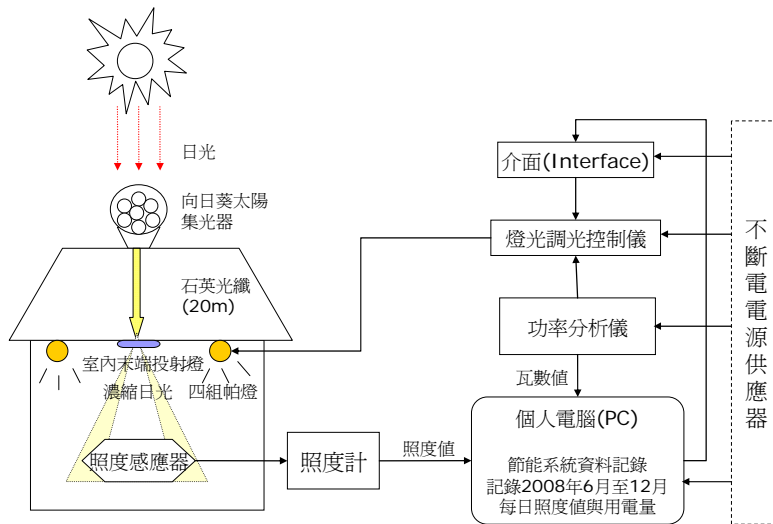 日光
向日葵太陽
集光器
石英光纖
(20m)
室內末端投射燈
濃縮日光
四組帕燈
照度感應器
照度計
照度值
介面(Interface)
燈光調光控制儀
功率分析儀
瓦數值
個人電腦(PC)
節能系統資料記錄
記錄2008年6月至12月
每日照度值與用電量
不斷電電源供應器